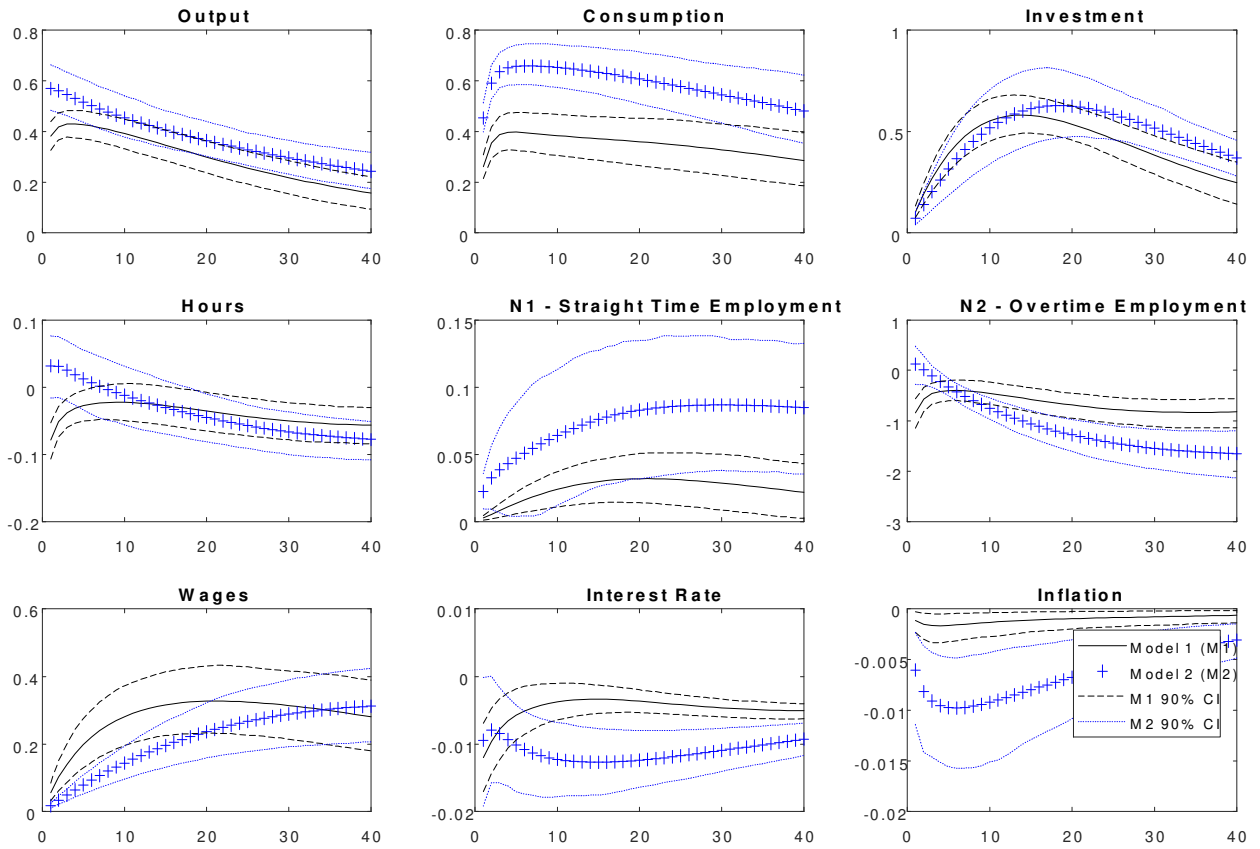 Output
0.8
0.6
0.4
0.2
0
0 10 20 30 40
Consumption
0.8
0.6
0.4
0.2
0
0 10 20 30 40
Investment
1
0.5
0
0 10 20 30 40
Hours
0.1
0
-0.1
-0.2
0 10 20 30 40
N1 - Straight Time Employment
0.15
0.1
0.05
0
0 10 20 30 40
N2 - Overtime Employment
1
0
-1
-2
-3
0 10 20 30 40
Wages
0.6
0.4
0.2
0
0 10 20 30 40
Interest Rate
0.01
0
-0.01
-0.02
0 10 20 30 40
Inflation
0
-0.005
-0.01
-0.015
-0.02
0 10 20 30 40
Model 1 (M1)
Model 2 (M2)
M1 90% CI
M2 90% CI